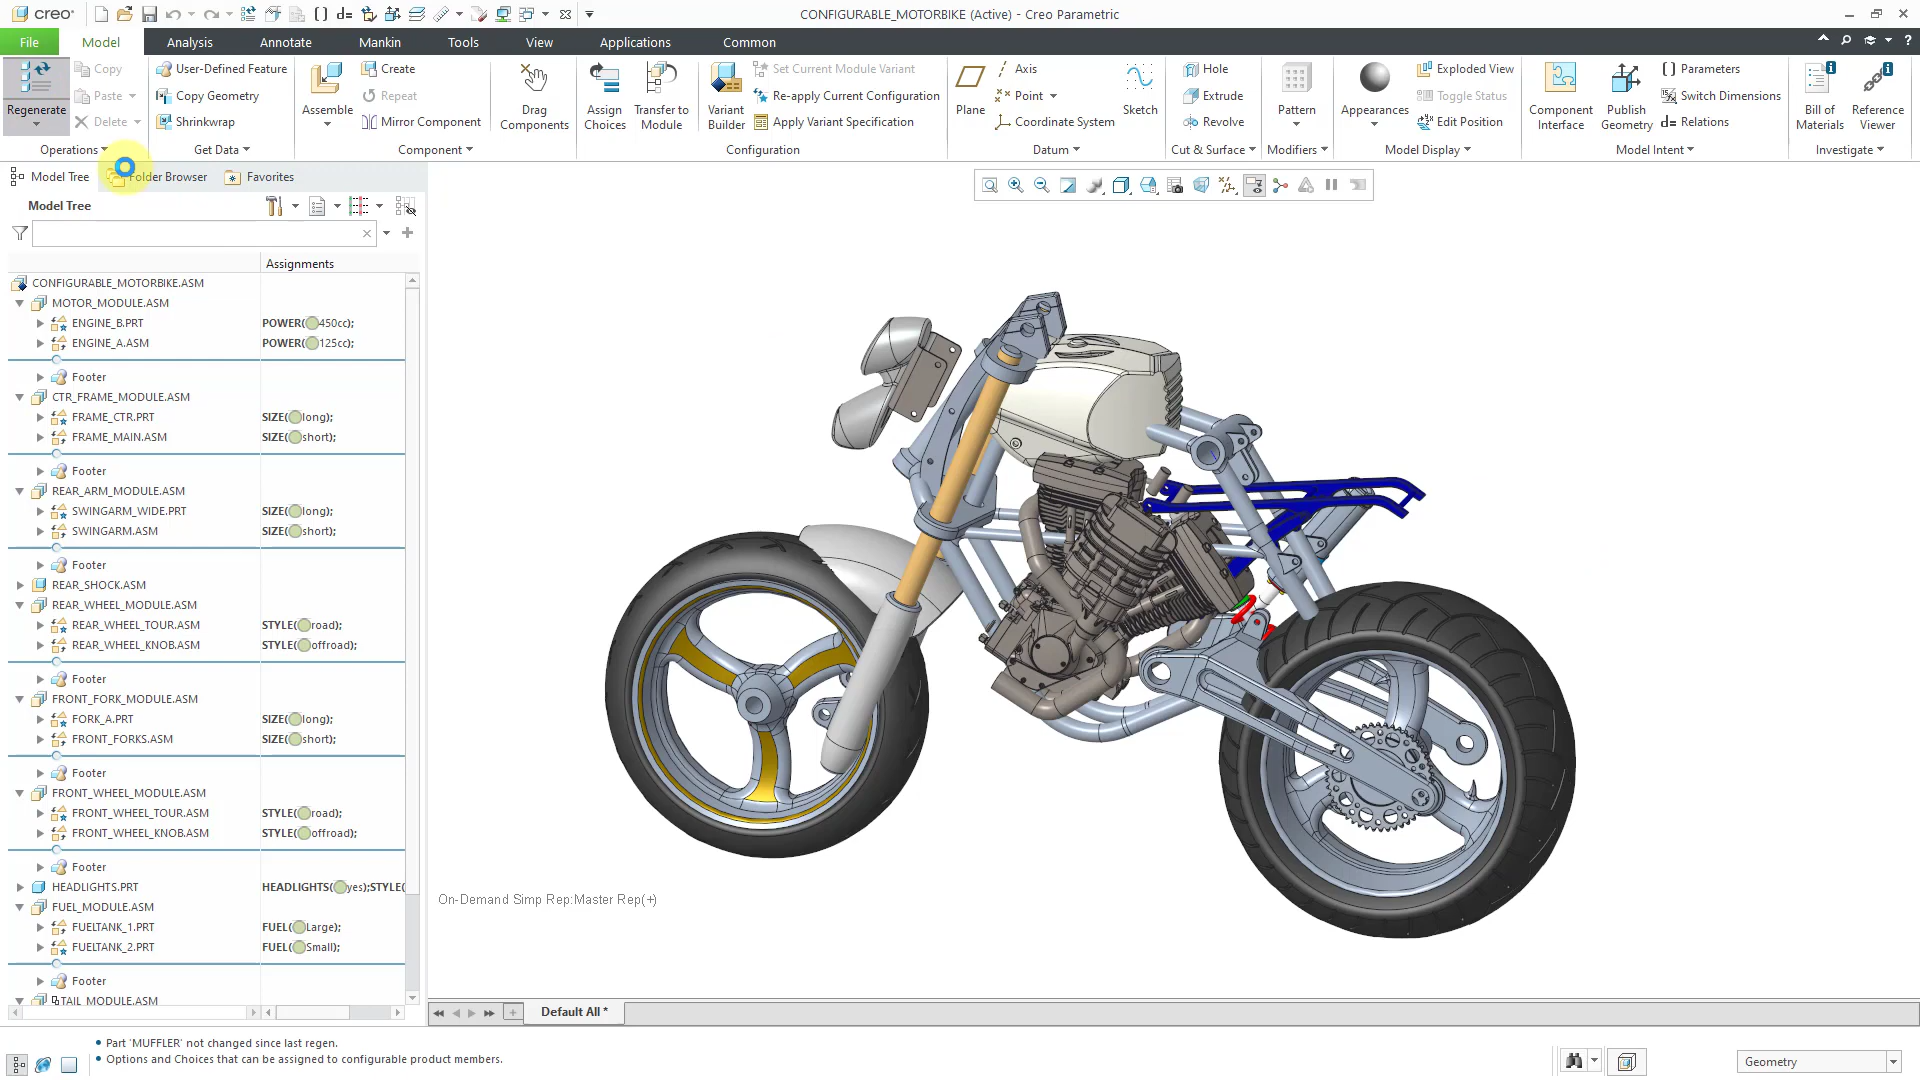 creo
CONFIGURABLE_MOTORBIKE (Active) - Creo Parametric
File
Model
Analysis
Annotate
Mankin
Tools
View
Applications
Common
Regenerate
Copy
Paste
Delete
Operations
User-Defined Feature
Copy Geometry
Shrinkwrap
Get Data
Assemble
Create
Repeat
Mirror Component
Drag
Components
Component
Assign
Choices
Transfer to
Module
Variant
Builder
Set Current Module Variant
Re-apply Current Configuration
Apply Variant Specification
Configuration
Plane
Axis
Point
Coordinate System
Sketch
Datum
Hole
Extrude
Revolve
Cut & Surface
Pattern
Modifiers
Appearances
Exploded View
Toggle Status
Edit Position
Model Display
Component
Interface
Publish
Geometry
Parameters
Switch Dimensions
d= Relations
Model Intent
Bill of
Materials
Reference
Viewer
Investigate
Model Tree
Folder Browser
Favorites
Model Tree
Assignments
CONFIGURABLE_MOTORBIKE.ASM
MOTOR_MODULE.ASM
ENGINE_B.PRT POWER(450cc);
ENGINE_A.ASM POWER(125cc);
Footer
CTR_FRAME_MODULE.ASM
FRAME_CTR.PRT SIZE(long);
FRAME_MAIN.ASM SIZE(short);
Footer
REAR_ARM_MODULE.ASM
SWINGARM_WIDE.PRT SIZE(long);
SWINGARM.ASM SIZE(short);
Footer
REAR_SHOCK.ASM
REAR_WHEEL_MODULE.ASM
REAR_WHEEL_TOUR.ASM STYLE(road);
REAR_WHEEL_KNOB.ASM STYLE(offroad);
Footer
FRONT_FORK_MODULE.ASM
FORK_A.PRT SIZE(long);
FRONT_FORKS.ASM SIZE(short);
Footer
FRONT_WHEEL_MODULE.ASM
FRONT_WHEEL_TOUR.ASM STYLE(road);
FRONT_WHEEL_KNOB.ASM STYLE(offroad);
Footer
HEADLIGHTS.PRT HEADLIGHTS(yes);STYLE(
FUEL_MODULE.ASM
FUELTANK_1.PRT FUEL(Large);
FUELTANK_2.PRT FUEL(Small);
Footer
TAIL_MODULE.ASM
On-Demand Simp Rep:Master Rep(+)
Default All *
• Part 'MUFFLER' not changed since last regen.
• Options and Choices that can be assigned to configurable product members.
Geometry